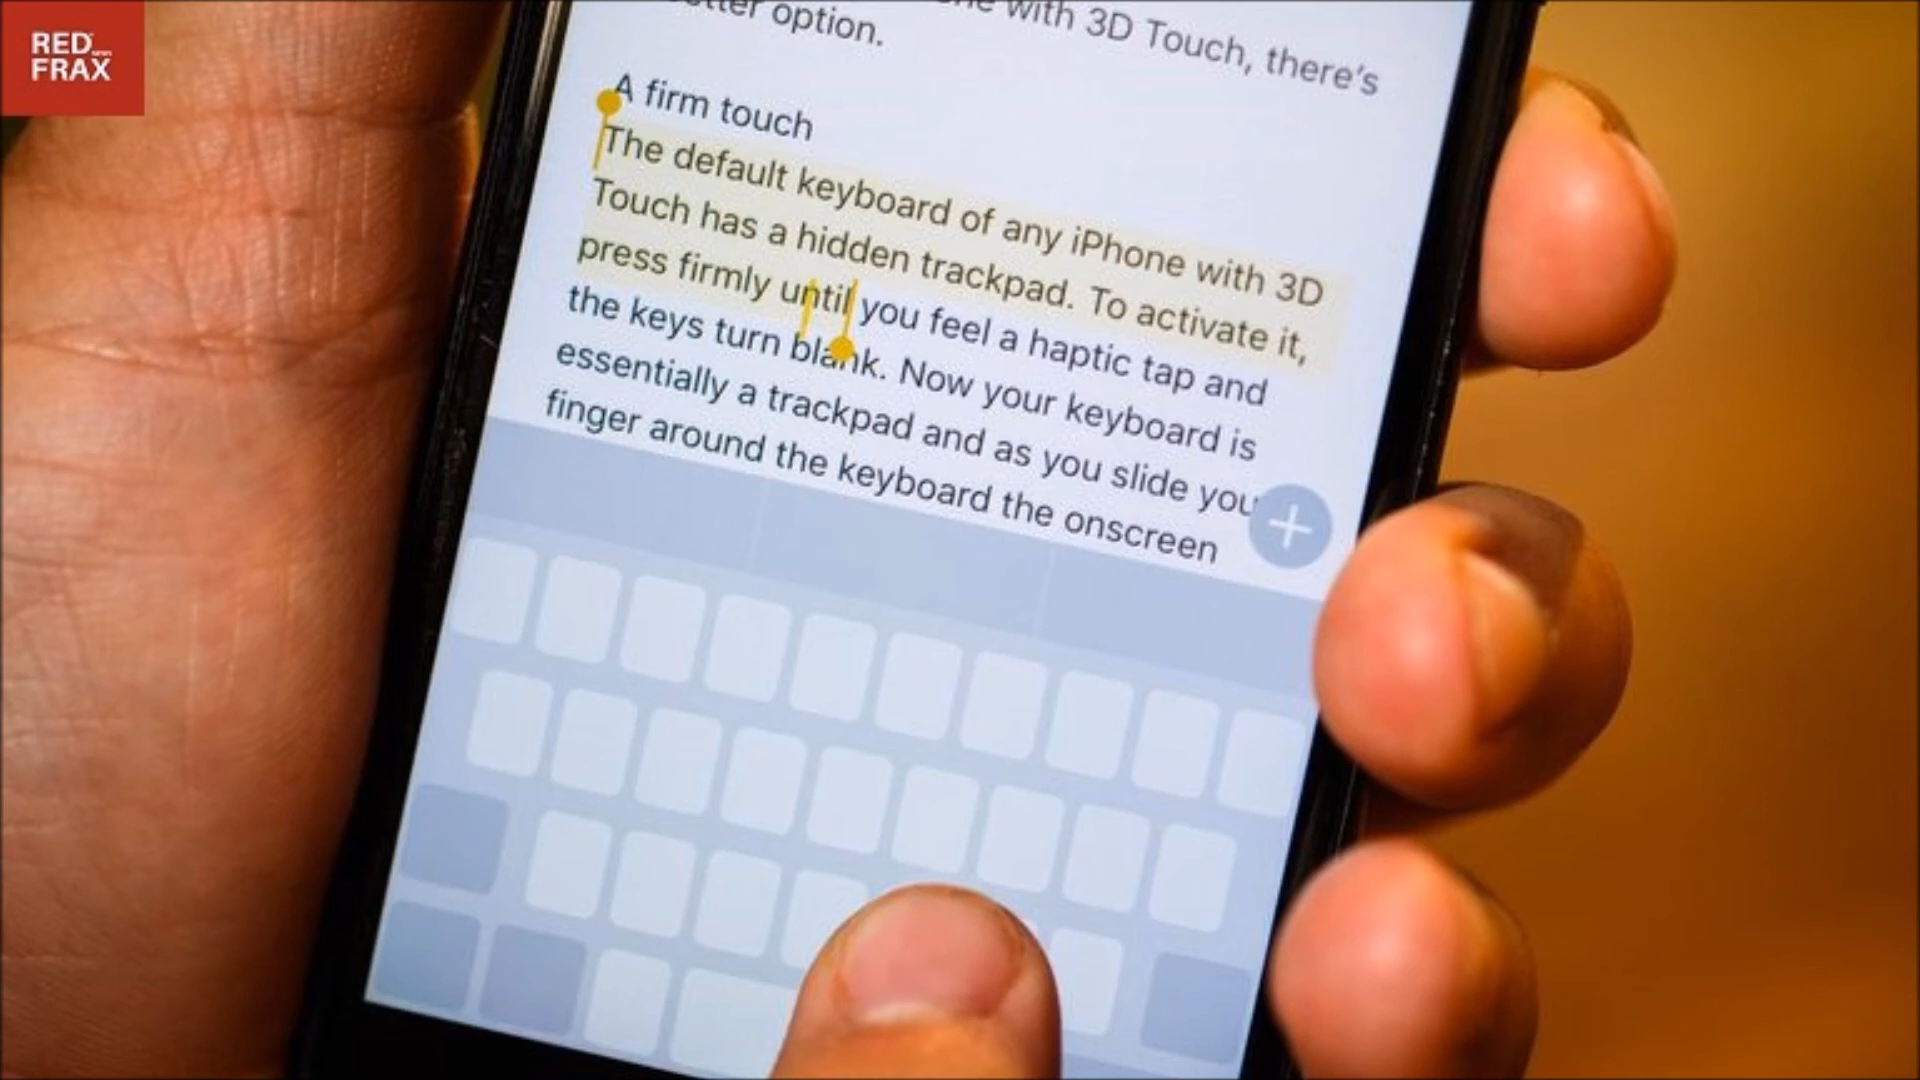 RED
FRAX
with 3D Touch, there's
option.
A firm touch
The default keyboard of any iPhone with 3D
Touch has a hidden trackpad. To activate it,
press firmly until you feel a haptic tap and
the keys turn blank. Now your keyboard is
essentially a trackpad and as you slide you
finger around the keyboard the onscreen